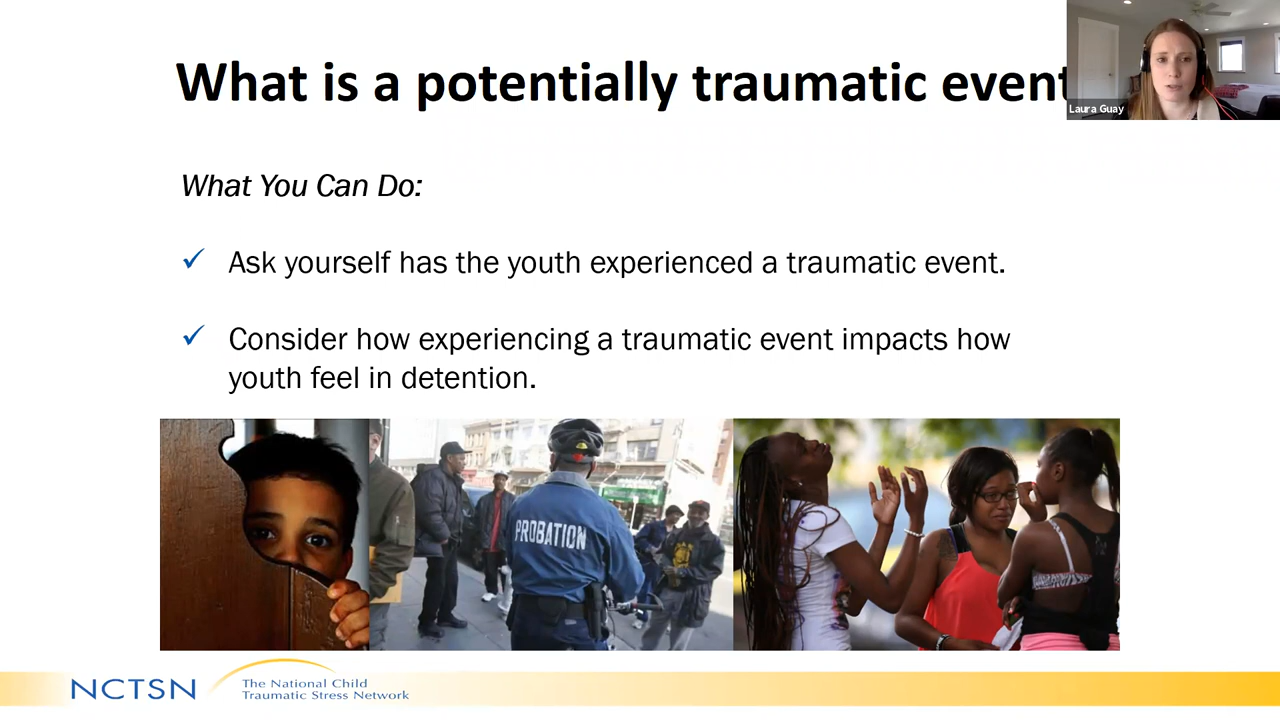 What is a potentially traumatic event
Laura Guay
What You Can Do:
✓ Ask yourself has the youth experienced a traumatic event.
✓ Consider how experiencing a traumatic event impacts how
youth feel in detention.
PROBATION
NCTSN
The National Child
Traumatic Stress Network